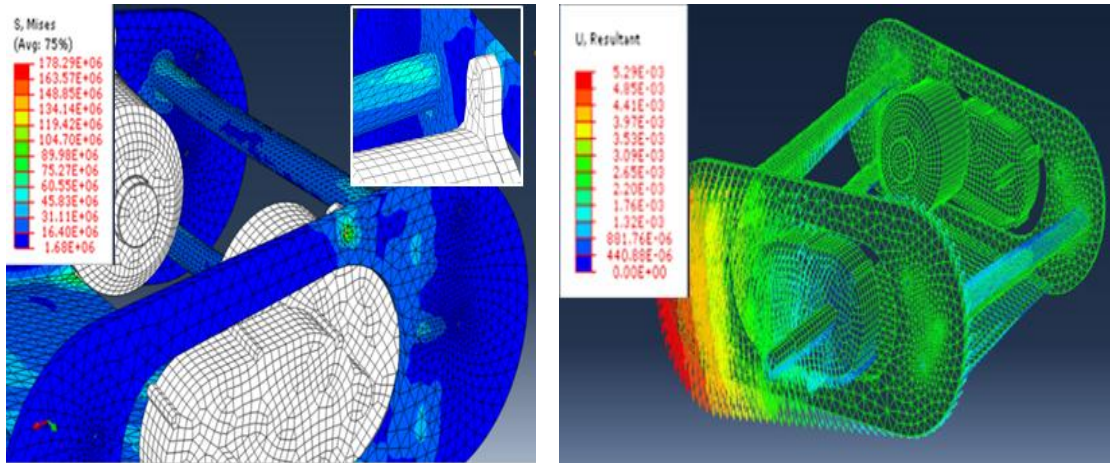 S, Mises
(Avg: 75%)
178.29E+06
163.57E+06
148.85E+06
134.14E+06
119.42E+06
104.70E+06
89.98E+06
75.27E+06
60.55E+06
45.83E+06
31.11E+06
16.40E+06
1.68E+06
U, Resultant
5.29E-03
4.85E-03
4.41E-03
3.97E-03
3.53E-03
3.09E-03
2.65E-03
2.20E-03
1.76E-03
1.32E-03
881.76E-06
440.88E-06
0.00E+00